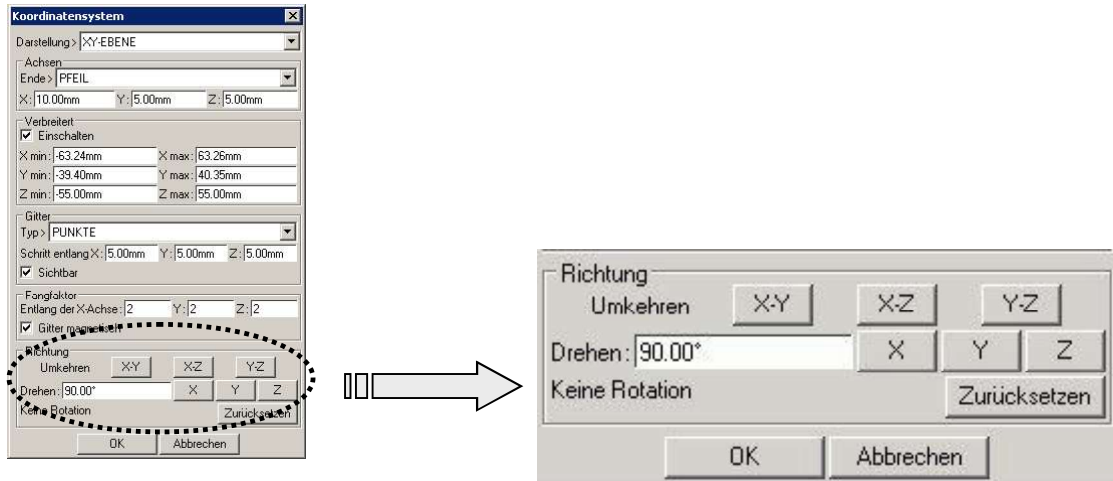 Koordinatensystem
Darstellung> XY-EBENE
Achsen
Ende> PFEIL
X: 10.00mm Y: 5.00mm Z: 5.00mm
Verbreitert
Einschalten
X min: -63.24mm X max: 63.26mm
Y min: -39.40mm Y max: 40.35mm
Z min: -55.00mm Z max: 55.00mm
Gitter
Typ> PUNKTE
Schritt entlang X: 5.00mm Y: 5.00mm Z: 5.00mm
Sichtbar
Fangfaktor
Entlang der X-Achse: 2 Y: 2 Z: 2
Gitter magnetisch
Richtung
Umkehren X-Y X-Z Y-Z
Drehen: 90.00° X Y Z
Keine Rotation Zurücksetzen
OK Abbrechen
Richtung
Umkehren X-Y X-Z Y-Z
Drehen: 90.00° X Y Z
Keine Rotation Zurücksetzen
OK Abbrechen